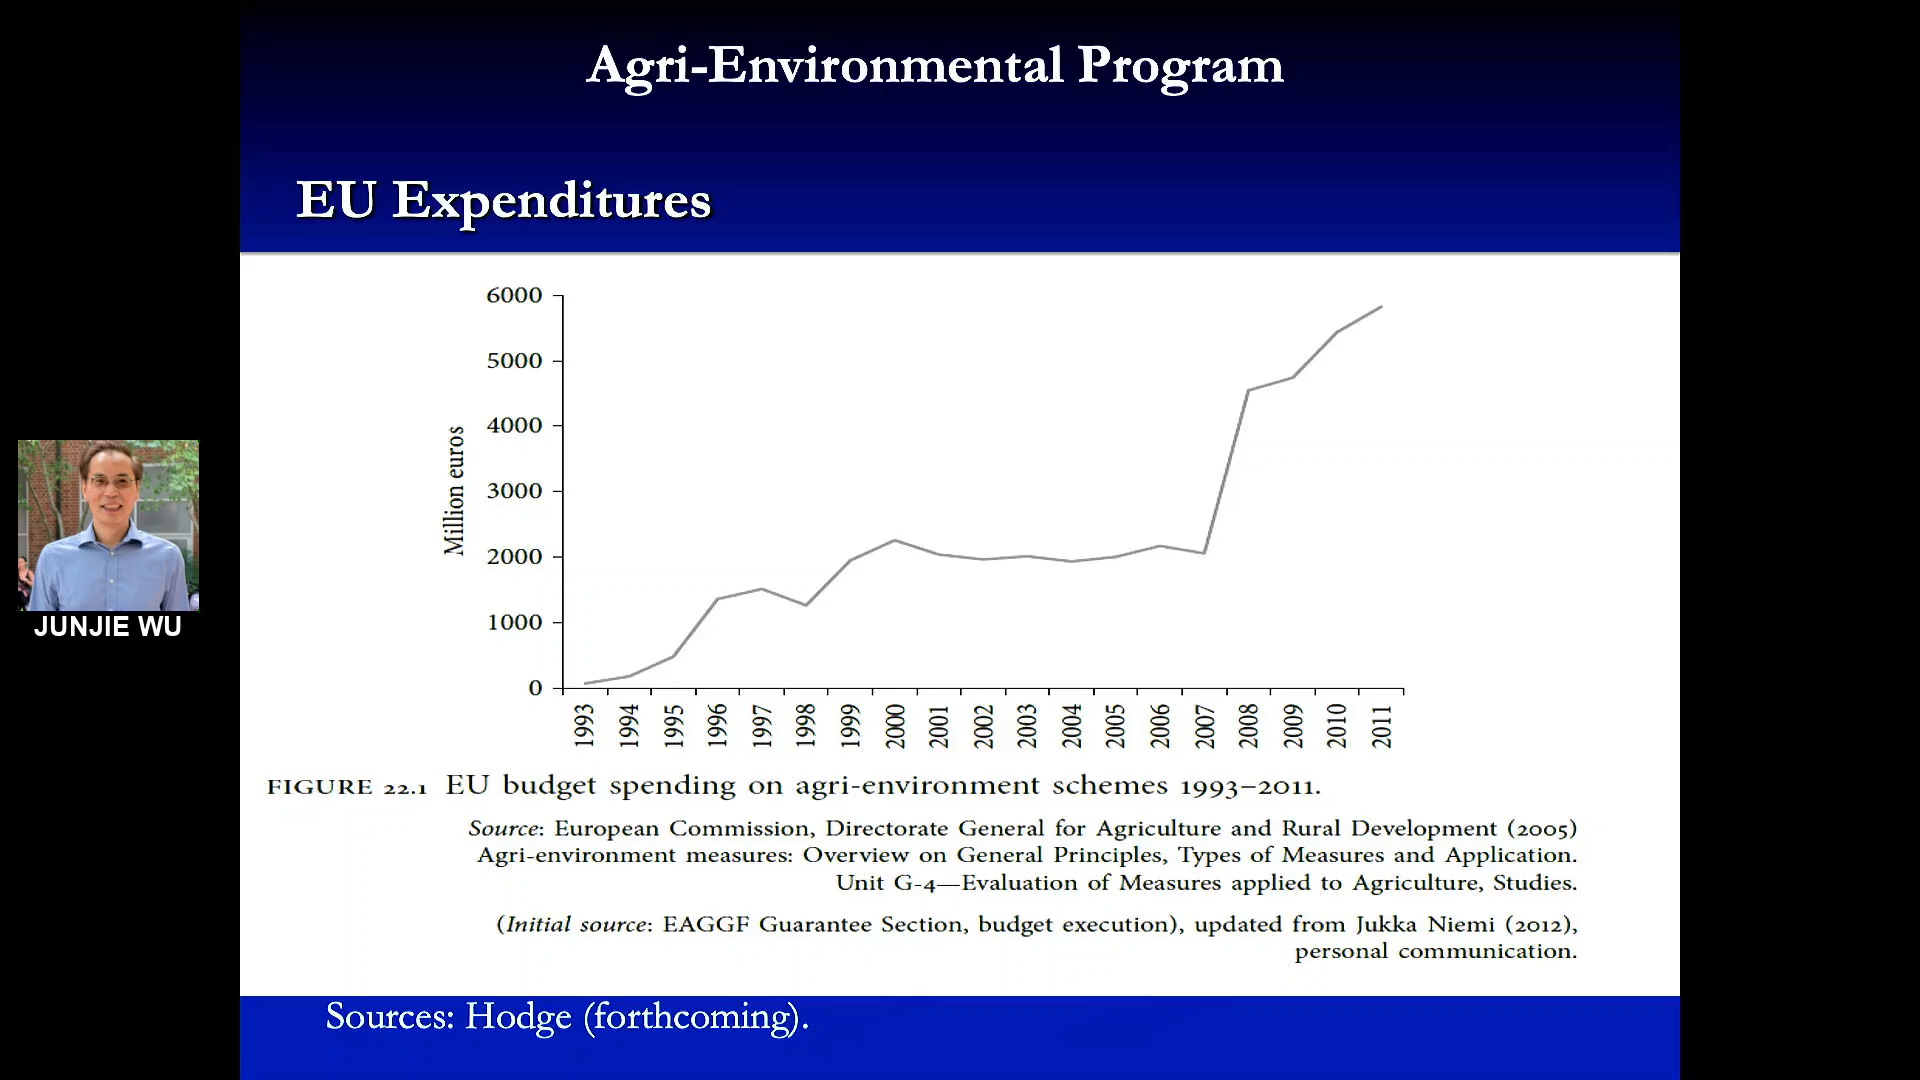 Agri-Environmental Program
EU Expenditures
6000
5000
4000
3000
2000
1000
0
Million euros
1993 1994 1995 1996 1997 1998 1999 2000 2001 2002 2003 2004 2005 2006 2007 2008 2009 2010 2011
FIGURE 22.1 EU budget spending on agri-environment schemes 1993–2011.
Source: European Commission, Directorate General for Agriculture and Rural Development (2005)
Agri-environment measures: Overview on General Principles, Types of Measures and Application.
Unit G-4—Evaluation of Measures applied to Agriculture, Studies.
(Initial source: EAGGF Guarantee Section, budget execution), updated from Jukka Niemi (2012),
personal communication.
Sources: Hodge (forthcoming).
JUNJIE WU